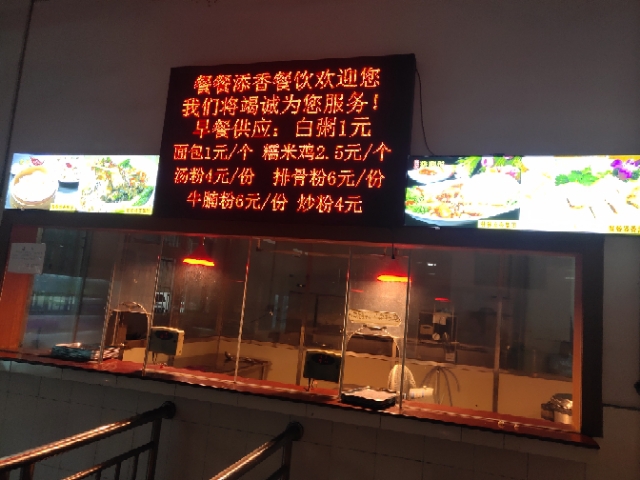 餐餐添香餐饮欢迎您
我们将竭诚为您服务！
早餐供应：白粥1元
面包1元/个 糯米鸡2.5元/个
汤粉4元/份 排骨粉6元/份
牛腩粉6元/份 炒粉4元